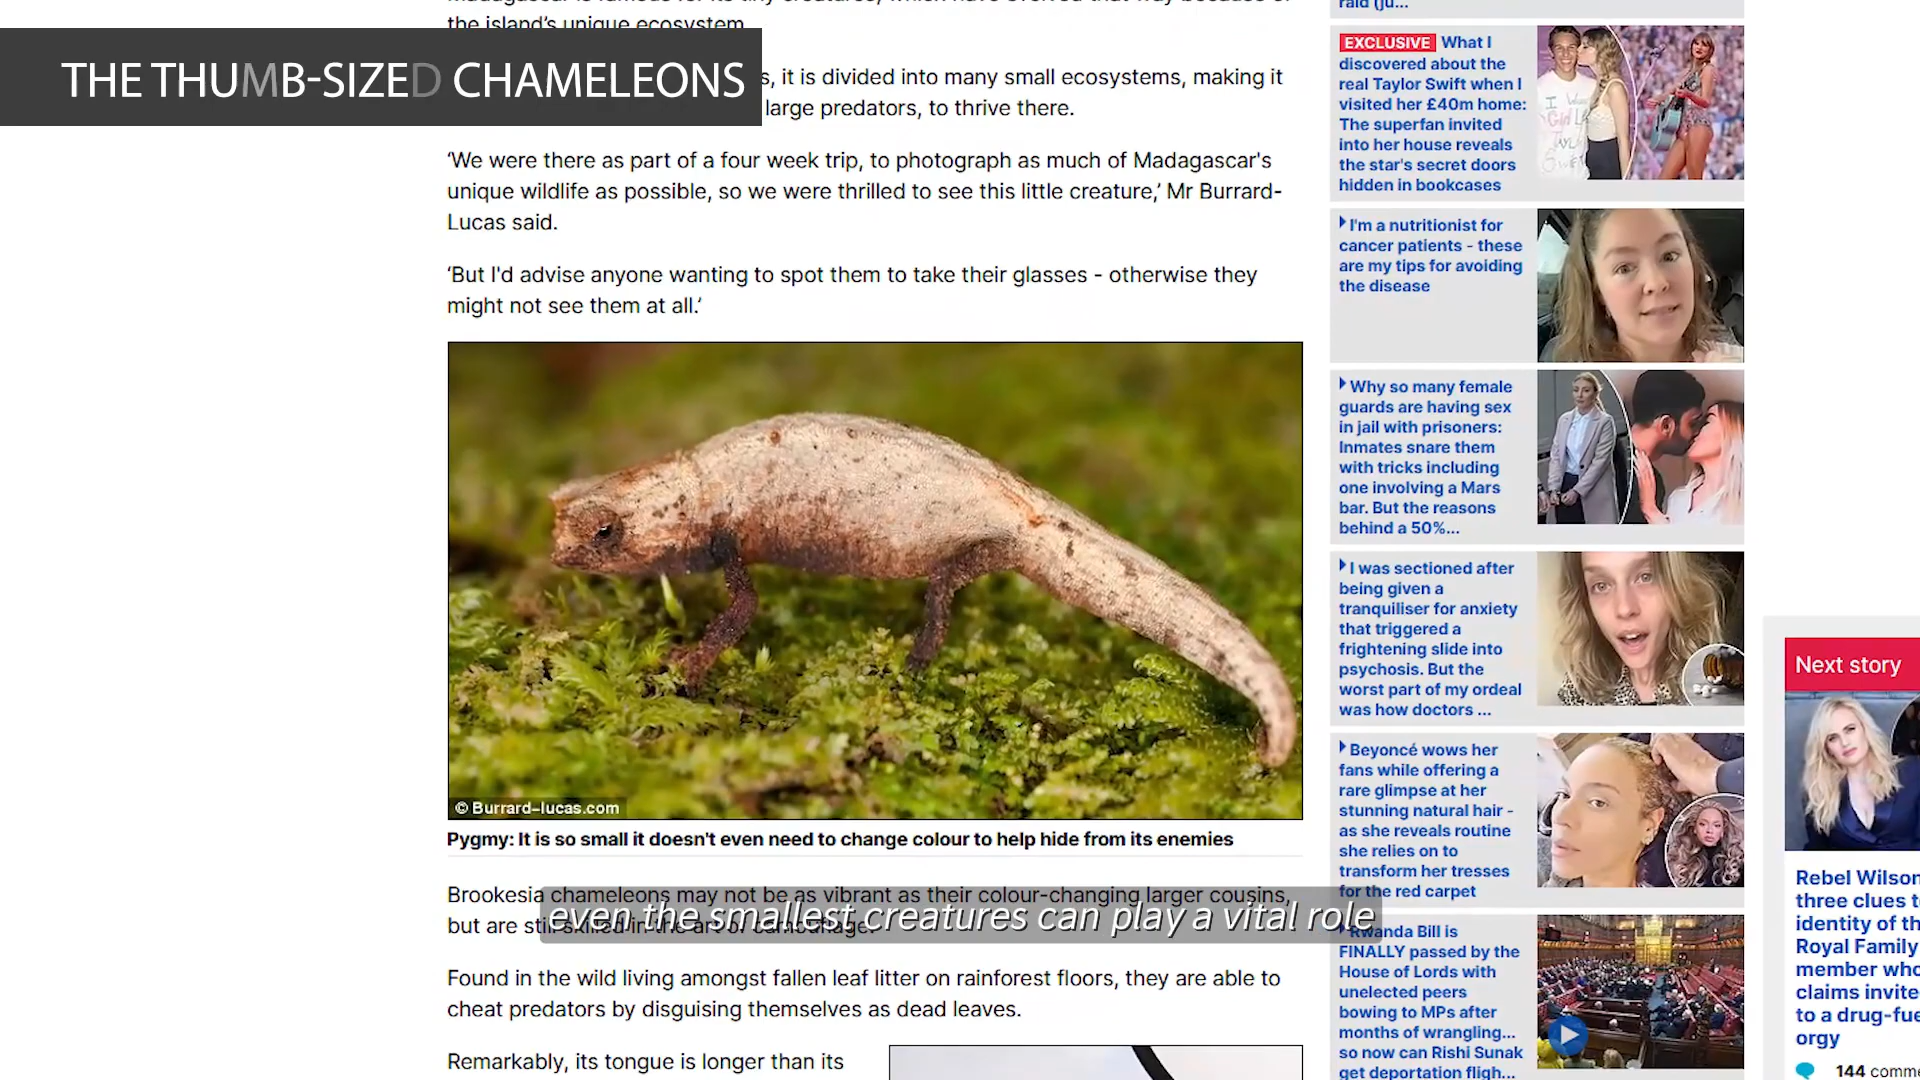 the island's unique ecosystem.
THE THUMB-SIZED CHAMELEONS
s, it is divided into many small ecosystems, making it
large predators, to thrive there.
‘We were there as part of a four week trip, to photograph as much of Madagascar's
unique wildlife as possible, so we were thrilled to see this little creature,’ Mr Burrard-
Lucas said.
‘But I'd advise anyone wanting to spot them to take their glasses - otherwise they
might not see them at all.’
© Burrard-lucas.com
Pygmy: It is so small it doesn't even need to change colour to help hide from its enemies
Brookesia chameleons may not be as vibrant as their colour-changing larger cousins,
but are still skilled in the art of camouflage.
even the smallest creatures can play a vital role
Found in the wild living amongst fallen leaf litter on rainforest floors, they are able to
cheat predators by disguising themselves as dead leaves.
Remarkably, its tongue is longer than its
raid (ju...
EXCLUSIVE What I
discovered about the
real Taylor Swift when I
visited her £40m home:
The superfan invited
into her house reveals
the star's secret doors
hidden in bookcases
I'm a nutritionist for
cancer patients - these
are my tips for avoiding
the disease
Why so many female
guards are having sex
in jail with prisoners:
Inmates snare them
with tricks including
one involving a Mars
bar. But the reasons
behind a 50%...
I was sectioned after
being given a
tranquiliser for anxiety
that triggered a
frightening slide into
psychosis. But the
worst part of my ordeal
was how doctors ...
Beyoncé wows her
fans while offering a
rare glimpse at her
stunning natural hair -
as she reveals routine
she relies on to
transform her tresses
for the red carpet
Rwanda Bill is
FINALLY passed by the
House of Lords with
unelected peers
bowing to MPs after
months of wrangling...
so now can Rishi Sunak
get deportation fligh...
Next story
Rebel Wilson
three clues t
identity of th
Royal Family
member who
claims invite
to a drug-fue
orgy
144 comme